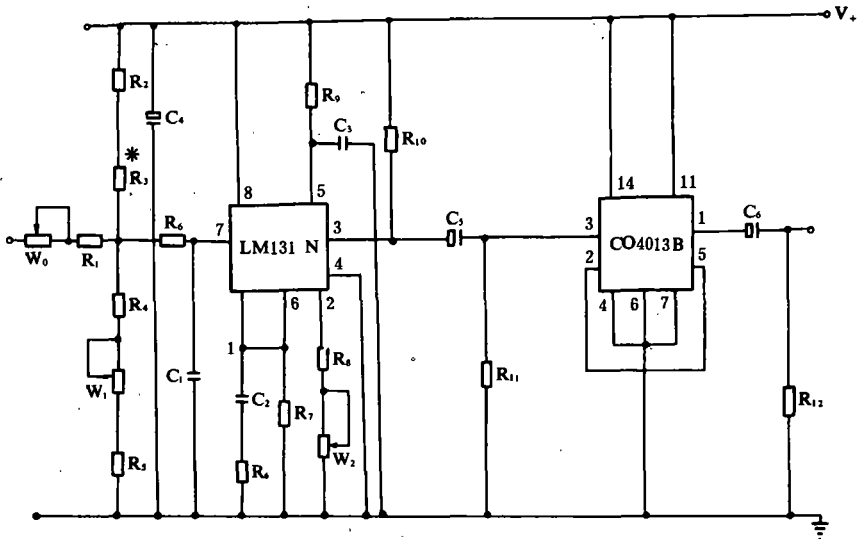 V₊
R₂
R₉
C₄
C₃
R₁₀
*
R₃
8
5
14
11
R₆
7
LM131 N
3
C₅
3
CO4013B
1
C₆
W₀
R₁
4
2
5
R₄
6
2
4
6
7
1
R₈
W₁
C₁
C₂
R₇
R₁₁
R₁₂
W₂
R₅
R₆